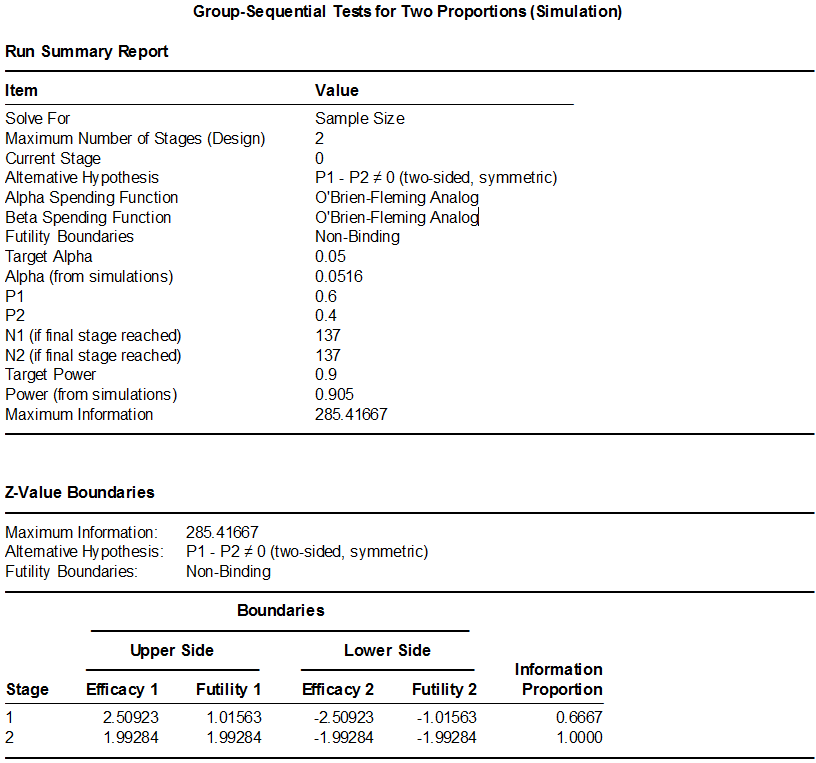 Group-Sequential Tests for Two Proportions (Simulation)
Run Summary Report
Item Value
Solve For Sample Size
Maximum Number of Stages (Design) 2
Current Stage 0
Alternative Hypothesis P1 - P2 ≠ 0 (two-sided, symmetric)
Alpha Spending Function O'Brien-Fleming Analog
Beta Spending Function O'Brien-Fleming Analog
Futility Boundaries Non-Binding
Target Alpha 0.05
Alpha (from simulations) 0.0516
P1 0.6
P2 0.4
N1 (if final stage reached) 137
N2 (if final stage reached) 137
Target Power 0.9
Power (from simulations) 0.905
Maximum Information 285.41667
Z-Value Boundaries
Maximum Information: 285.41667
Alternative Hypothesis: P1 - P2 ≠ 0 (two-sided, symmetric)
Futility Boundaries: Non-Binding
Boundaries
Upper Side Lower Side
Information
Stage Efficacy 1 Futility 1 Efficacy 2 Futility 2 Proportion
1 2.50923 1.01563 -2.50923 -1.01563 0.6667
2 1.99284 1.99284 -1.99284 -1.99284 1.0000